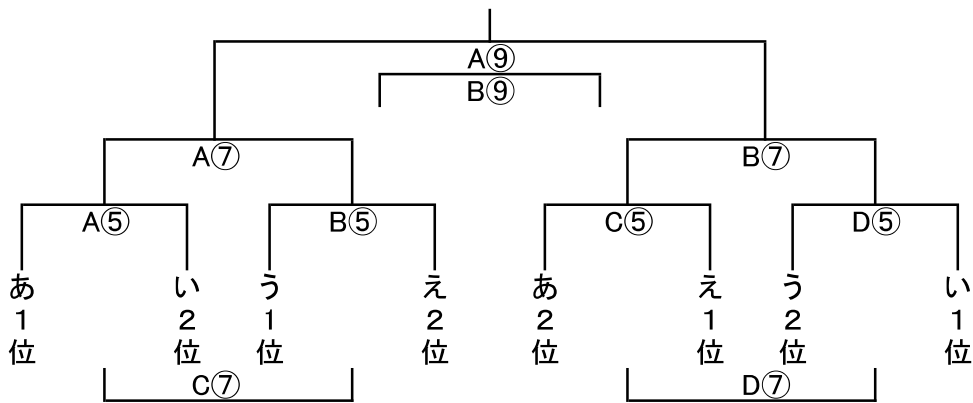 A⑨
B⑨
A⑦ B⑦
A⑤ B⑤ C⑤ D⑤
あ1位 い2位 う1位 え2位 あ2位 え1位 う2位 い1位
C⑦ D⑦